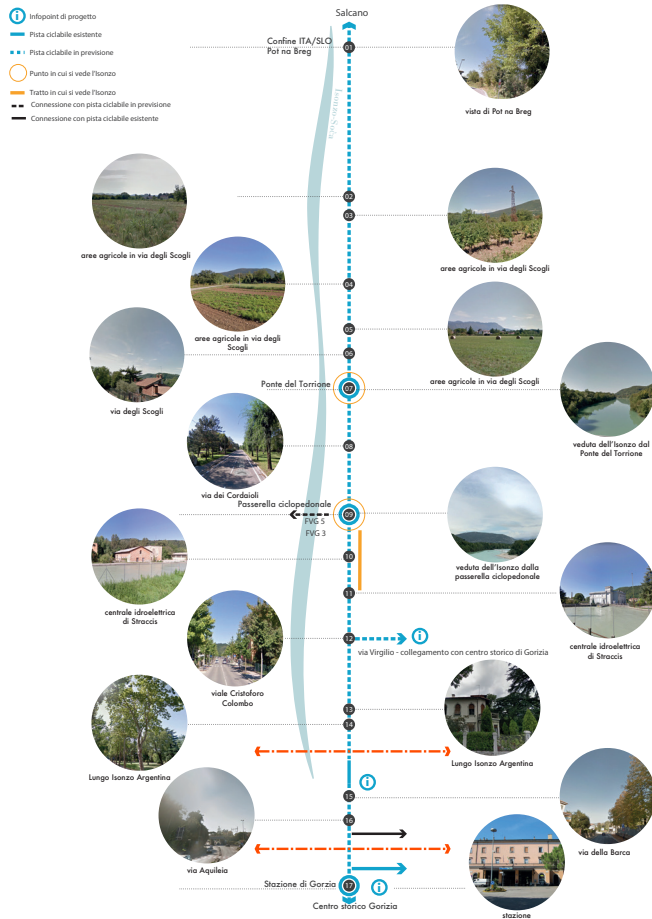 Salcano
Infopoint di progetto
Pista ciclabile esistente
Pista ciclabile in previsione
Punto in cui si vede l'Isonzo
Tratto in cui si vede l'Isonzo
Connessione con pista ciclabile in previsione
Connessione con pista ciclabile esistente
Confine ITA/SLO
Pot na Breg
01
vista di Pot na Breg
Isonzo/Soča
02
aree agricole in via degli Scogli
03
aree agricole in via degli Scogli
04
aree agricole in via degli
Scogli
05
aree agricole in via degli Scogli
06
via degli Scogli
Ponte del Torrione
07
veduta dell'Isonzo dal
Ponte del Torrione
08
via dei Cordaioli
Passerella ciclopedonale
09
FVG 5
FVG 3
veduta dell'Isonzo dalla
passerella ciclopedonale
10
centrale idroelettrica
di Straccis
11
centrale idroelettrica
di Straccis
12
via Virgilio - collegamento con centro storico di Gorizia
viale Cristoforo
Colombo
13
Lungo Isonzo Argentina
14
Lungo Isonzo Argentina
15
via della Barca
16
via Aquileia
Stazione di Gorzia
17
stazione
Centro storico Gorizia